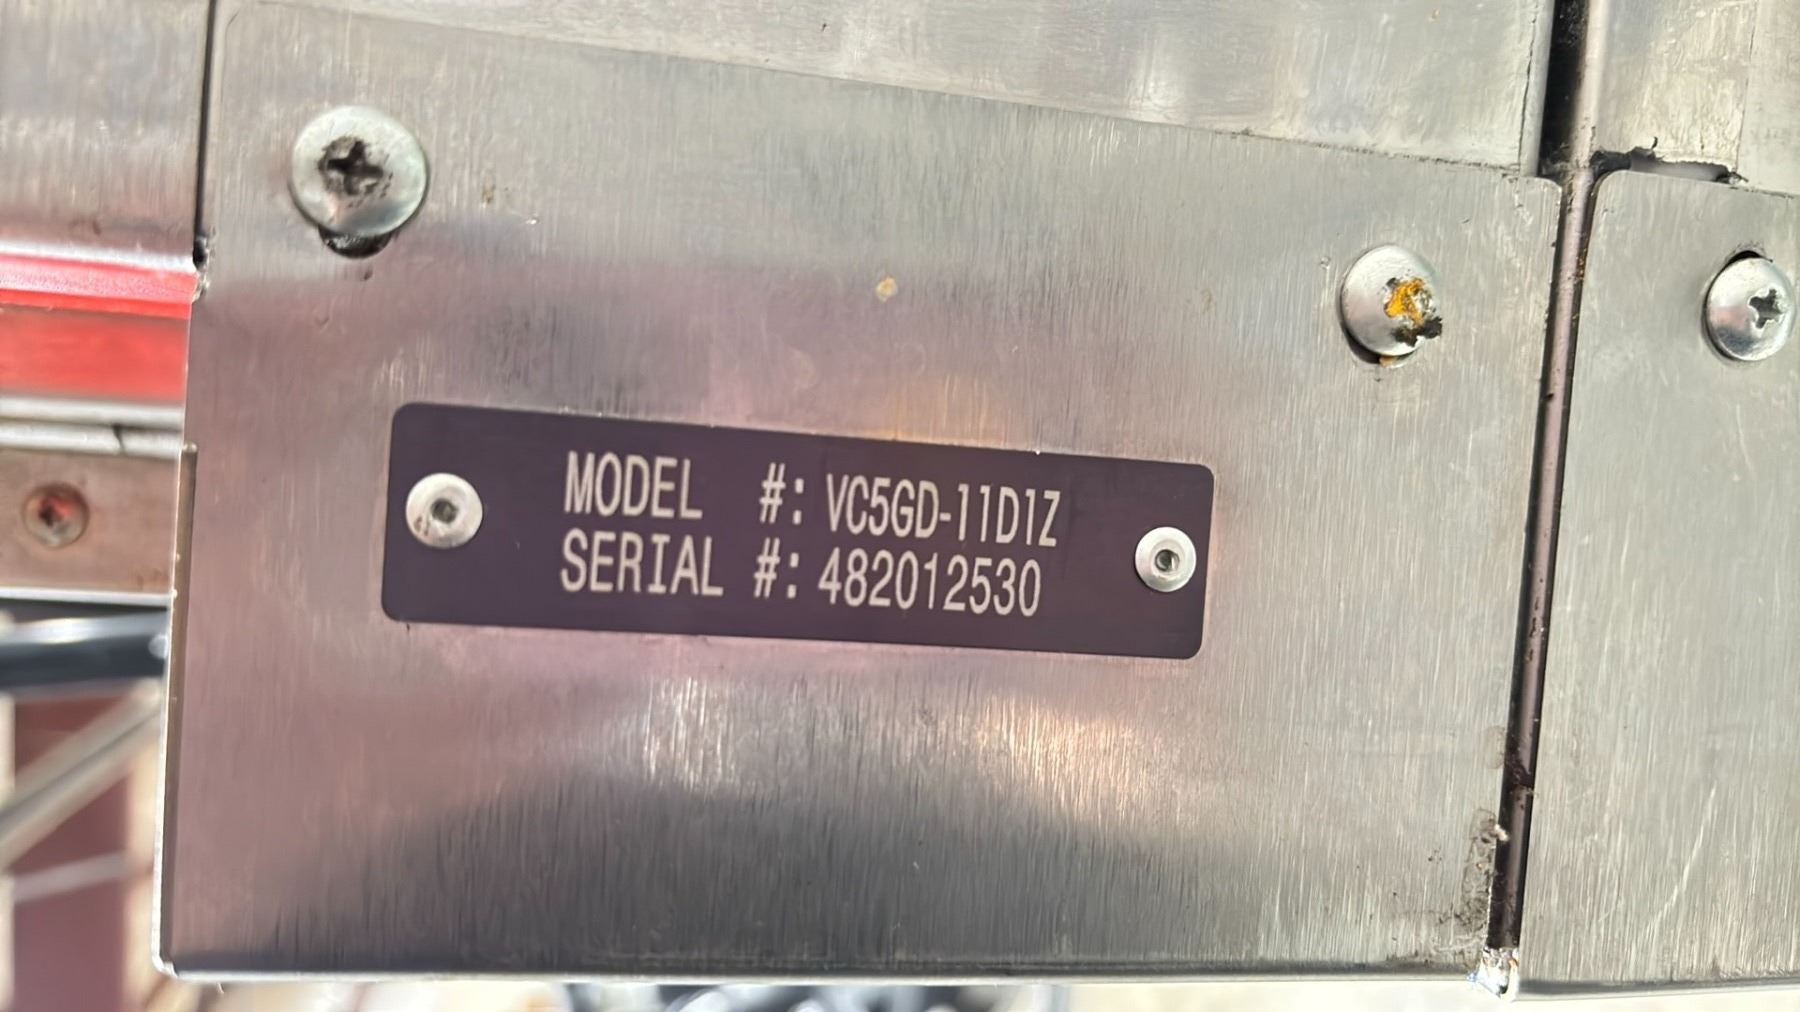 MODEL #: VC5GD-11D1Z
SERIAL #: 482012530